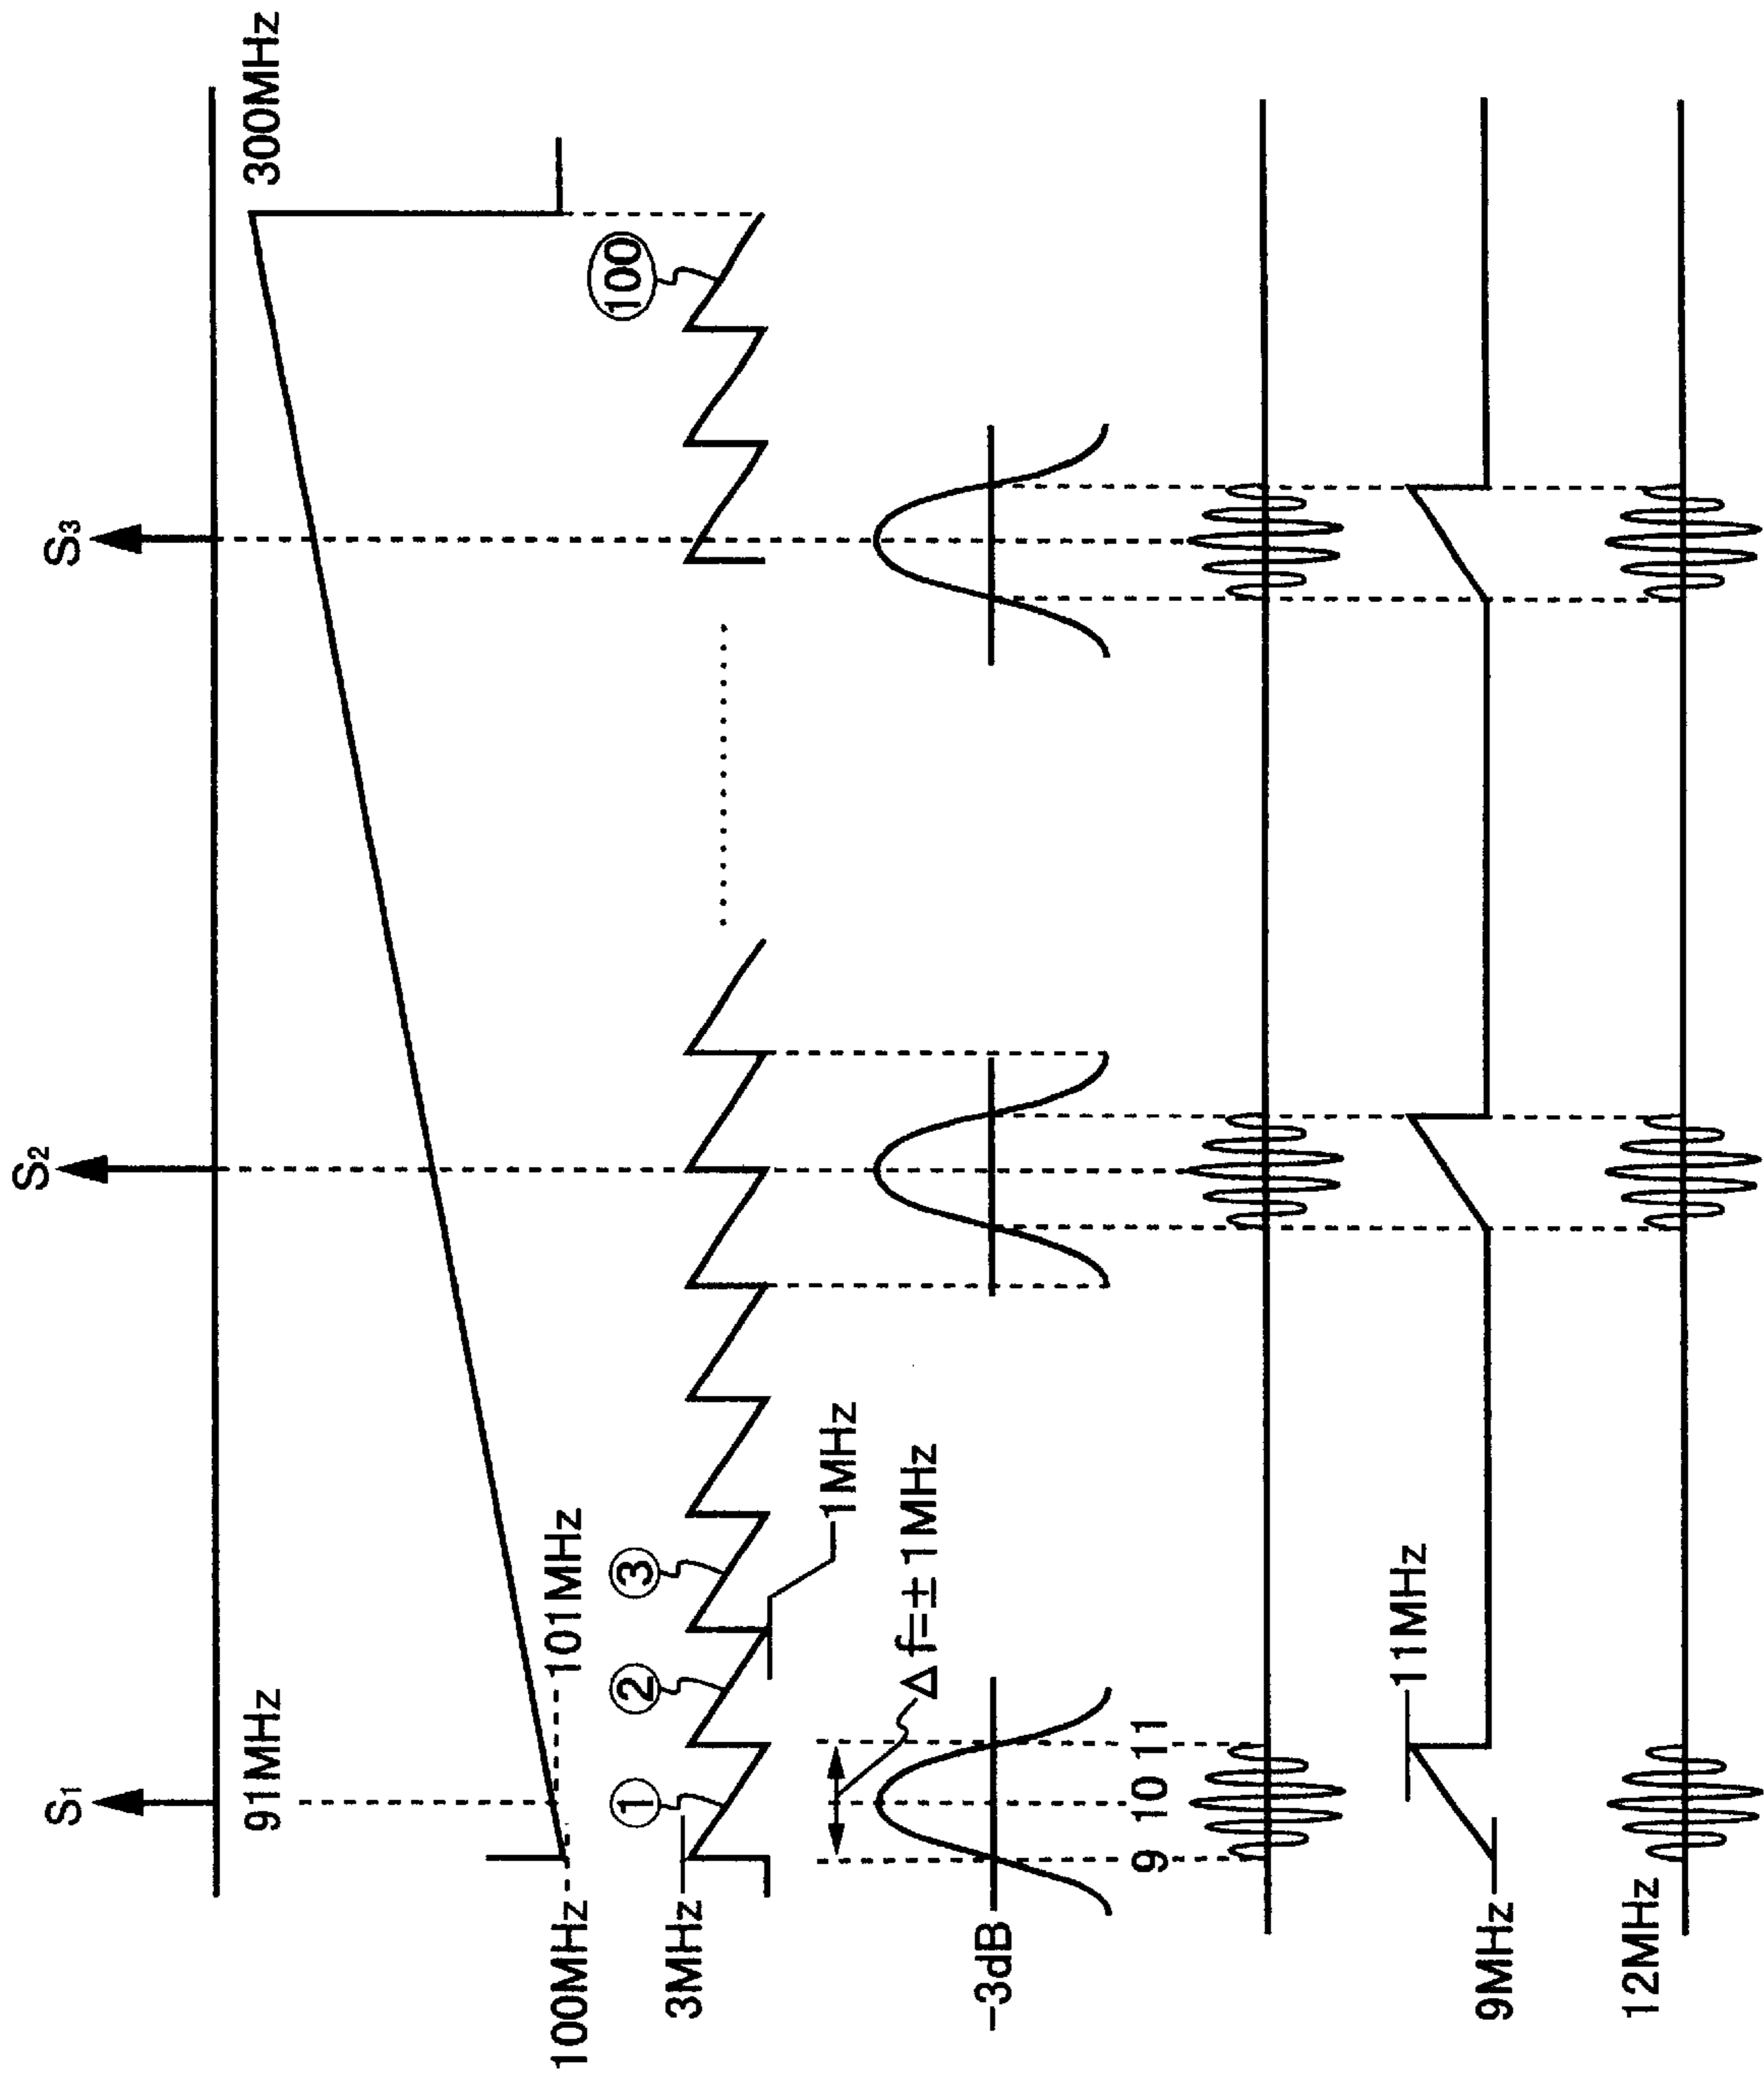 S1
S2
S3
91MHz
300MHz
100MHz
101MHz
3MHz
①
②
③
100
1MHz
Δf=±1MHz
-3dB
9 10 11
11MHz
9MHz
12MHz